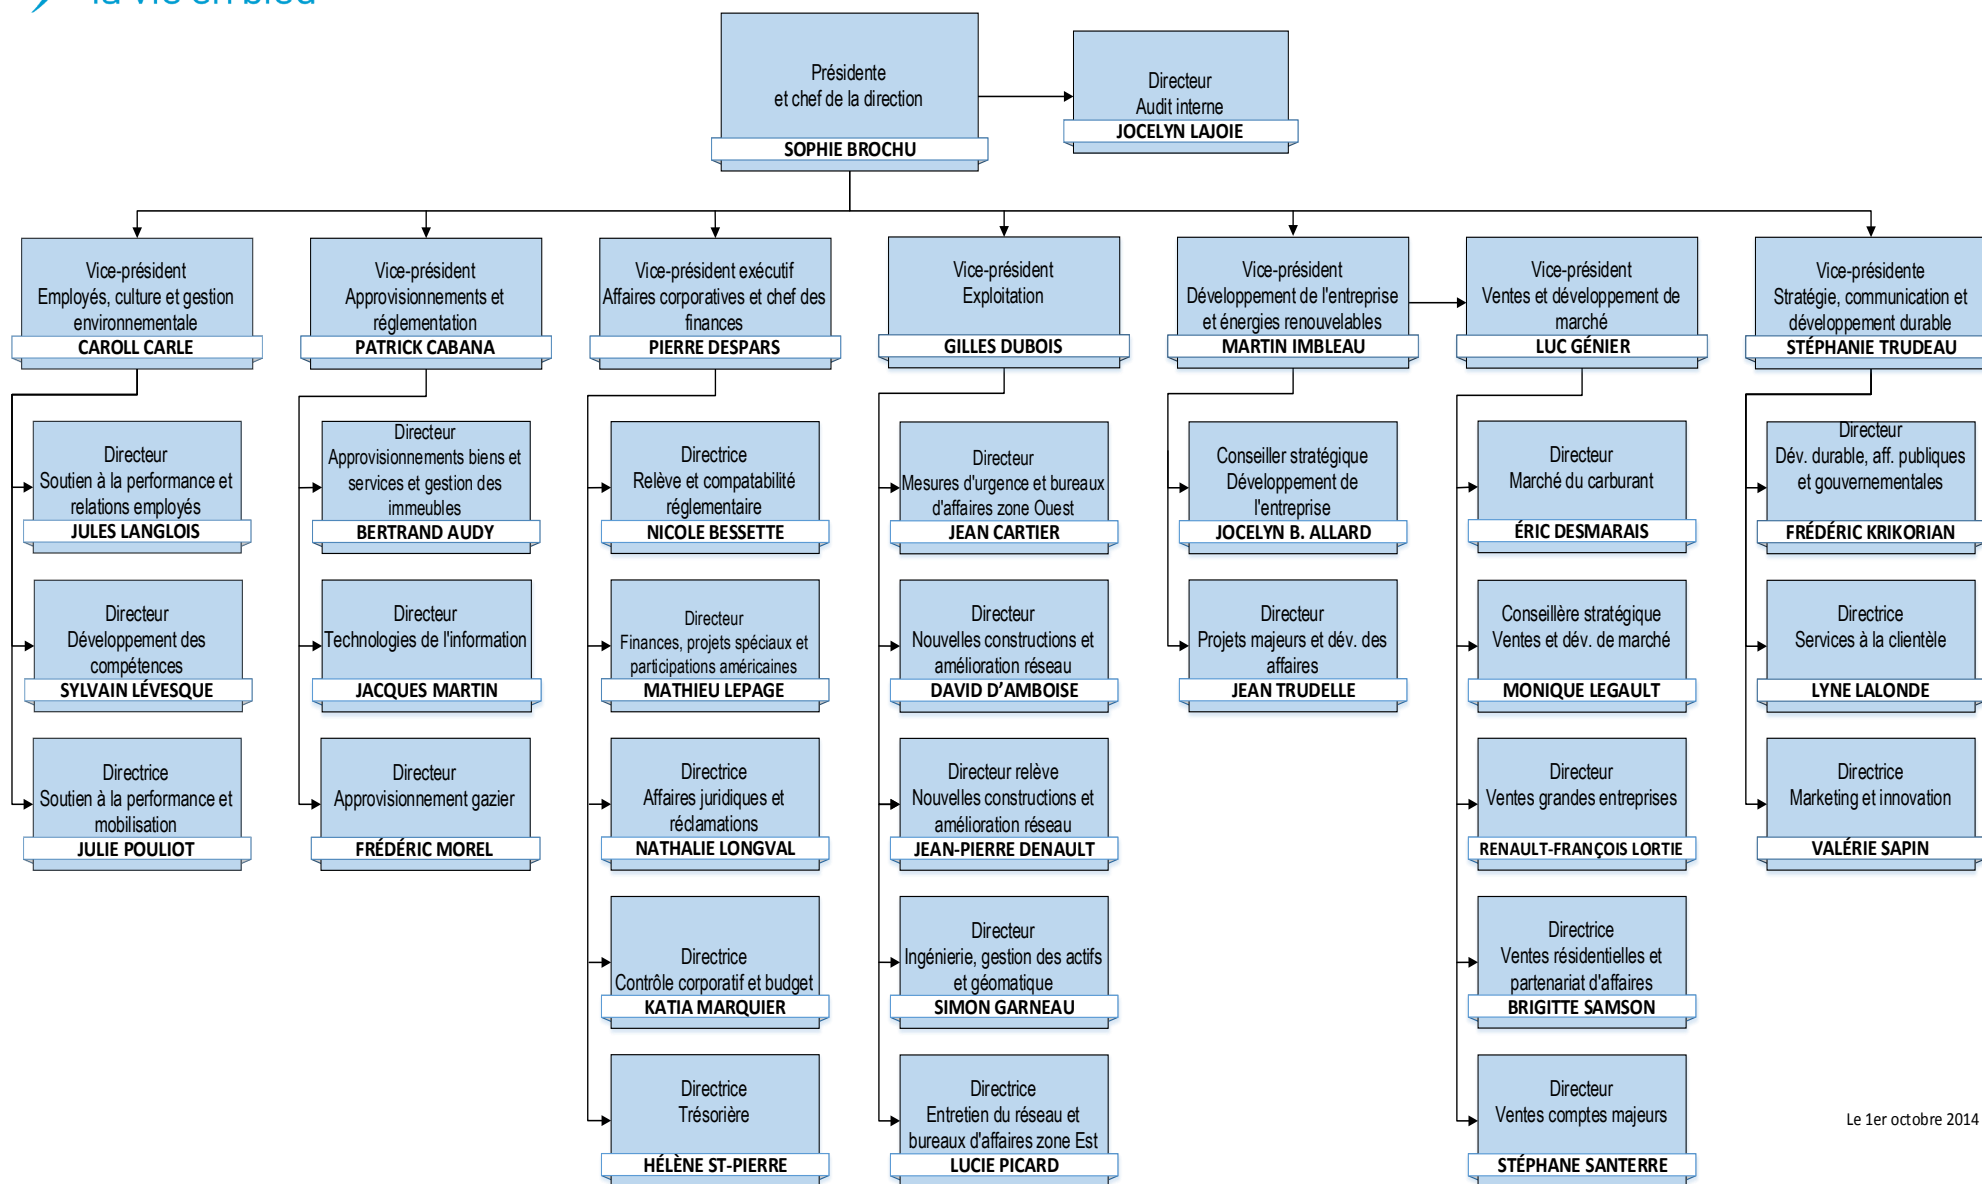 la vie en bleu
Présidente
et chef de la direction
SOPHIE BROCHU
Directeur
Audit interne
JOCELYN LAJOIE
Vice-président
Employés, culture et gestion
environnementale
CAROLL CARLE
Vice-président
Approvisionnements et
réglementation
PATRICK CABANA
Vice-président exécutif
Affaires corporatives et chef des
finances
PIERRE DESPARS
Vice-président
Exploitation
GILLES DUBOIS
Vice-président
Développement de l'entreprise
et énergies renouvelables
MARTIN IMBLEAU
Vice-président
Ventes et développement de
marché
LUC GÉNIER
Vice-présidente
Stratégie, communication et
développement durable
STÉPHANIE TRUDEAU
Directeur
Soutien à la performance et
relations employés
JULES LANGLOIS
Directeur
Approvisionnements biens et
services et gestion des
immeubles
BERTRAND AUDY
Directrice
Relève et compatabilité
réglementaire
NICOLE BESSETTE
Directeur
Mesures d'urgence et bureaux
d'affaires zone Ouest
JEAN CARTIER
Conseiller stratégique
Développement de
l'entreprise
JOCELYN B. ALLARD
Directeur
Marché du carburant
ÉRIC DESMARAIS
Directeur
Dév. durable, aff. publiques
et gouvernementales
FRÉDÉRIC KRIKORIAN
Directeur
Développement des
compétences
SYLVAIN LÉVESQUE
Directeur
Technologies de l'information
JACQUES MARTIN
Directeur
Finances, projets spéciaux et
participations américaines
MATHIEU LEPAGE
Directeur
Nouvelles constructions et
amélioration réseau
DAVID D’AMBOISE
Directeur
Projets majeurs et dév. des
affaires
JEAN TRUDELLE
Conseillère stratégique
Ventes et dév. de marché
MONIQUE LEGAULT
Directrice
Services à la clientèle
LYNE LALONDE
Directrice
Soutien à la performance et
mobilisation
JULIE POULIOT
Directeur
Approvisionnement gazier
FRÉDÉRIC MOREL
Directrice
Affaires juridiques et
réclamations
NATHALIE LONGVAL
Directeur relève
Nouvelles constructions et
amélioration réseau
JEAN-PIERRE DENAULT
Directeur
Ventes grandes entreprises
RENAULT-FRANÇOIS LORTIE
Directrice
Marketing et innovation
VALÉRIE SAPIN
Directrice
Contrôle corporatif et budget
KATIA MARQUIER
Directeur
Ingénierie, gestion des actifs
et géomatique
SIMON GARNEAU
Directrice
Ventes résidentielles et
partenariat d'affaires
BRIGITTE SAMSON
Directrice
Trésorière
HÉLÈNE ST-PIERRE
Directrice
Entretien du réseau et
bureaux d'affaires zone Est
LUCIE PICARD
Directeur
Ventes comptes majeurs
STÉPHANE SANTERRE
Le 1er octobre 2014